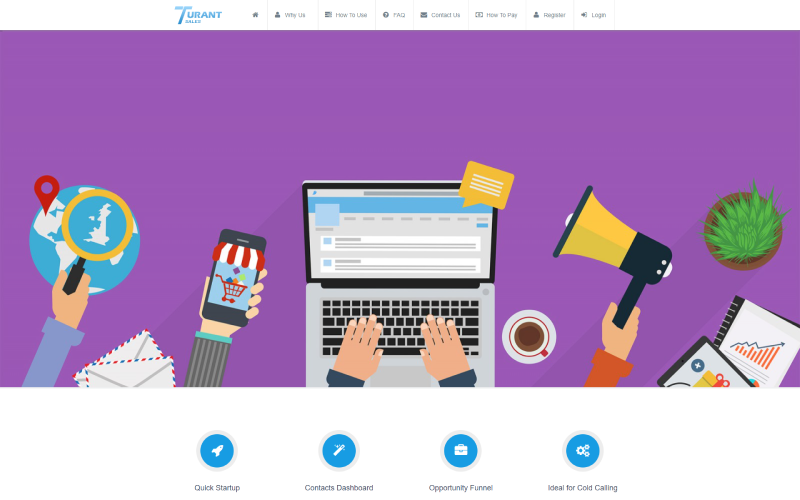 TURANT
SALES
Why Us
How To Use
FAQ
Contact Us
How To Pay
Register
Login
Quick Startup
Contacts Dashboard
Opportunity Funnel
Ideal for Cold Calling